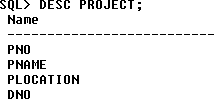 SQL> DESC PROJECT;
Name
--------------------------
PNO
PNAME
PLOCATION
DNO